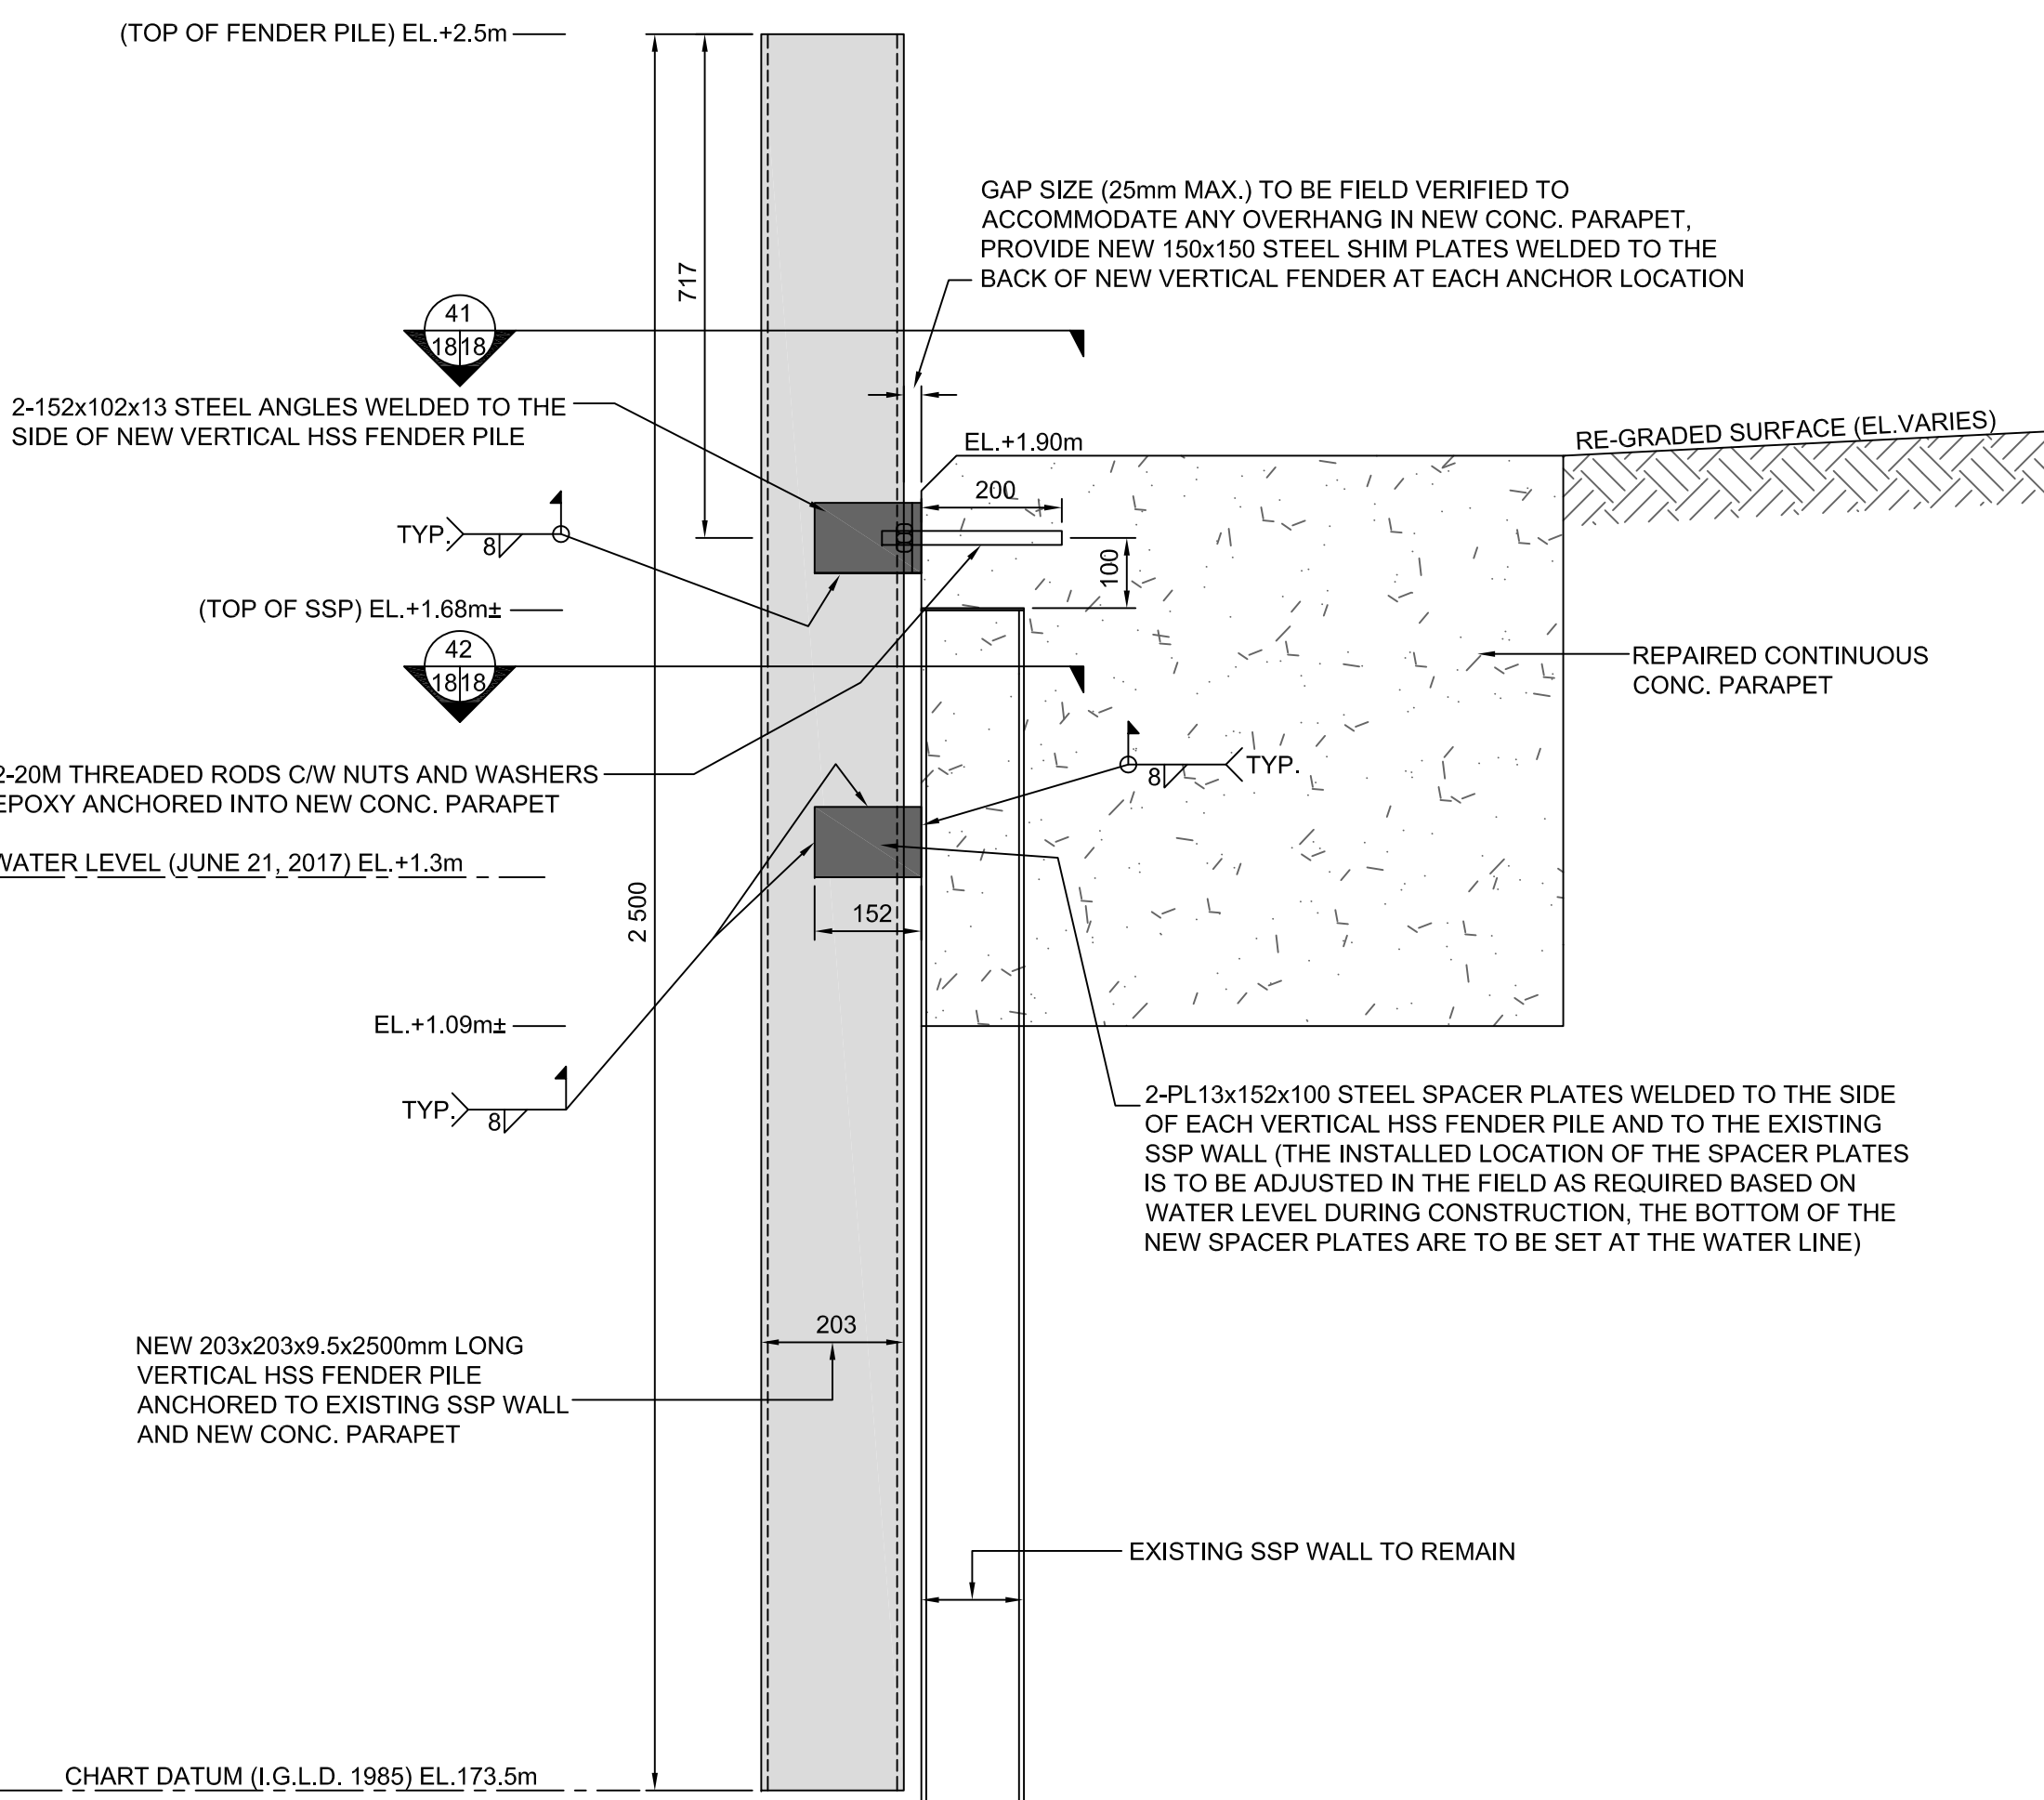 (TOP OF FENDER PILE) EL.+2.5m
717
GAP SIZE (25mm MAX.) TO BE FIELD VERIFIED TO
ACCOMMODATE ANY OVERHANG IN NEW CONC. PARAPET,
PROVIDE NEW 150x150 STEEL SHIM PLATES WELDED TO THE
BACK OF NEW VERTICAL FENDER AT EACH ANCHOR LOCATION
41
18 18
2-152x102x13 STEEL ANGLES WELDED TO THE
SIDE OF NEW VERTICAL HSS FENDER PILE
EL.+1.90m
RE-GRADED SURFACE (EL.VARIES)
200
TYP.
8
100
(TOP OF SSP) EL.+1.68m±
42
18 18
REPAIRED CONTINUOUS
CONC. PARAPET
2-20M THREADED RODS C/W NUTS AND WASHERS
EPOXY ANCHORED INTO NEW CONC. PARAPET
8
TYP.
WATER LEVEL (JUNE 21, 2017) EL.+1.3m
2 500
152
EL.+1.09m±
TYP.
8
2-PL13x152x100 STEEL SPACER PLATES WELDED TO THE SIDE
OF EACH VERTICAL HSS FENDER PILE AND TO THE EXISTING
SSP WALL (THE INSTALLED LOCATION OF THE SPACER PLATES
IS TO BE ADJUSTED IN THE FIELD AS REQUIRED BASED ON
WATER LEVEL DURING CONSTRUCTION, THE BOTTOM OF THE
NEW SPACER PLATES ARE TO BE SET AT THE WATER LINE)
203
NEW 203x203x9.5x2500mm LONG
VERTICAL HSS FENDER PILE
ANCHORED TO EXISTING SSP WALL
AND NEW CONC. PARAPET
EXISTING SSP WALL TO REMAIN
CHART DATUM (I.G.L.D. 1985) EL.173.5m